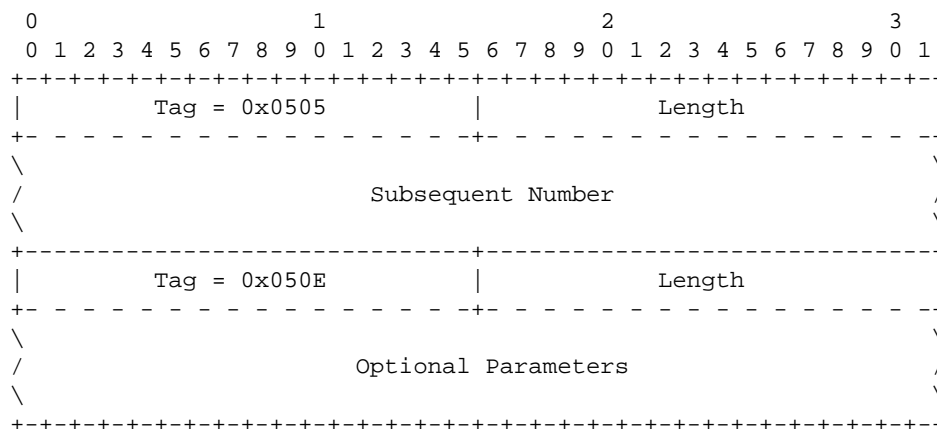 0                   1                   2                   3
 0 1 2 3 4 5 6 7 8 9 0 1 2 3 4 5 6 7 8 9 0 1 2 3 4 5 6 7 8 9 0 1
+-+-+-+-+-+-+-+-+-+-+-+-+-+-+-+-+-+-+-+-+-+-+-+-+-+-+-+-+-+-+-+--
|         Tag = 0x0505          |            Length
+- - - - - - - - - - - - - - - -+- - - - - - - - - - - - - - - --
\                                                               \
/                        Subsequent Number                      /
\                                                               \
+-------------------------------+--------------------------------
|         Tag = 0x050E          |            Length
+- - - - - - - - - - - - - - - -+- - - - - - - - - - - - - - - --
\                                                               \
/                       Optional Parameters                     /
\                                                               \
+-+-+-+-+-+-+-+-+-+-+-+-+-+-+-+-+-+-+-+-+-+-+-+-+-+-+-+-+-+-+-+--